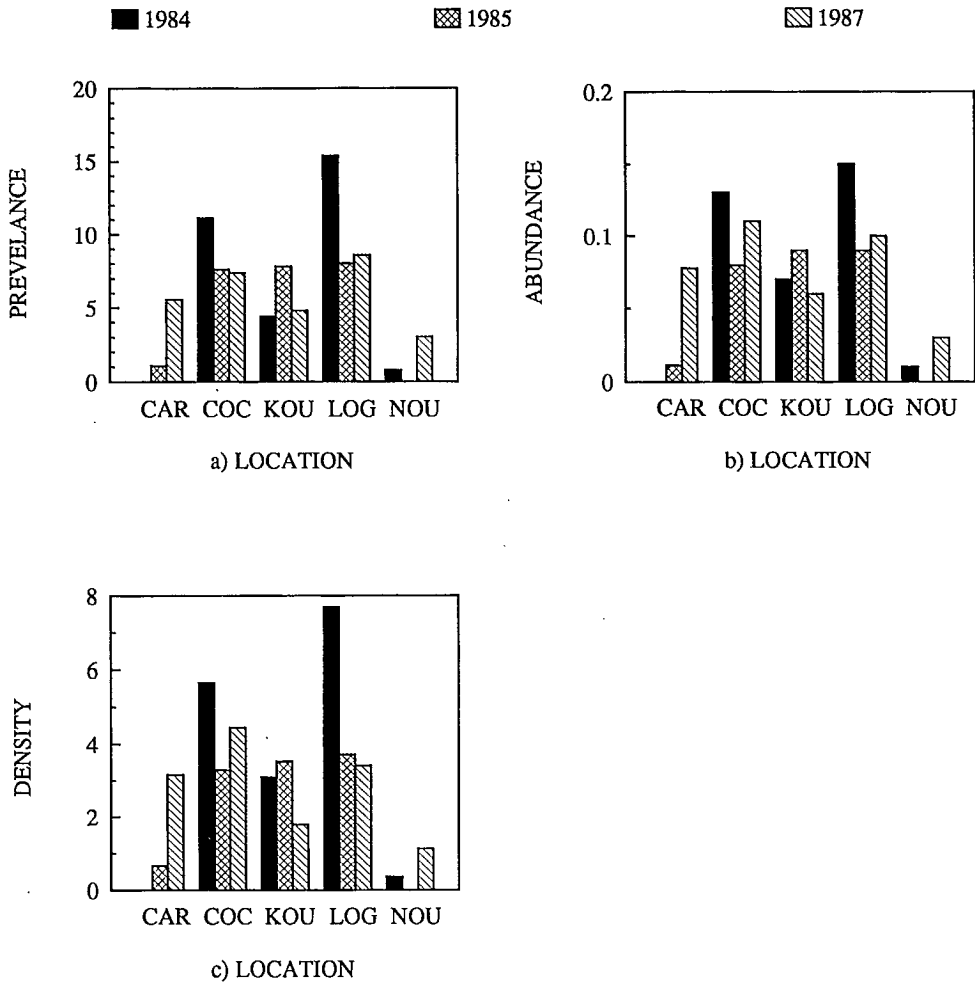 1984 1985 1987
PREVELANCE
20
15
10
5
0
CAR COC KOU LOG NOU
a) LOCATION
ABUNDANCE
0.2
0.1
0
CAR COC KOU LOG NOU
b) LOCATION
DENSITY
8
6
4
2
0
CAR COC KOU LOG NOU
c) LOCATION